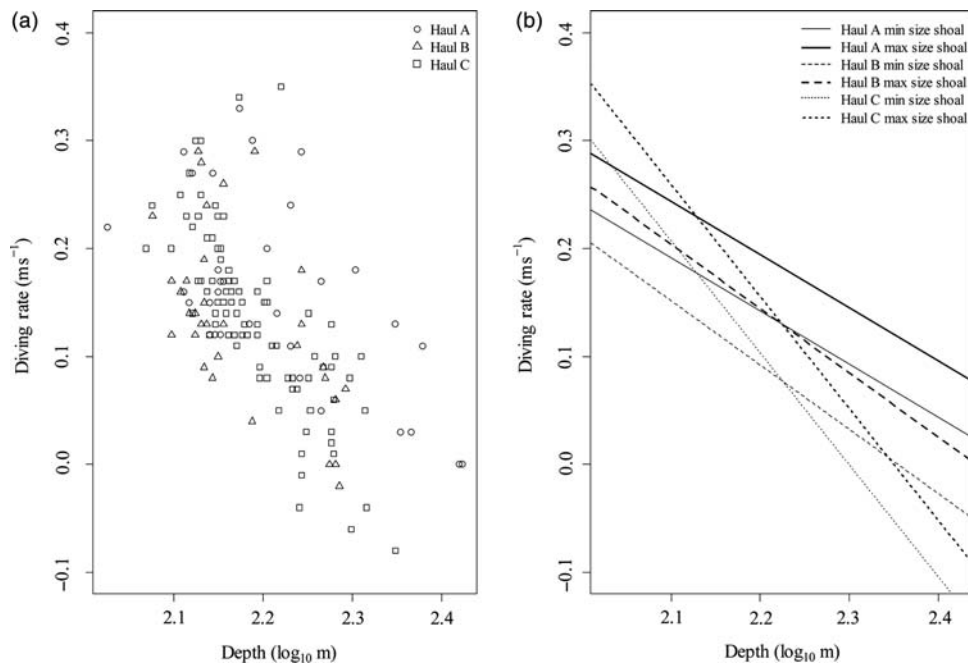 (a)
Haul A
Haul B
Haul C
0.4
0.3
0.2
0.1
0.0
−0.1
Diving rate (ms⁻¹)
2.1
2.2
2.3
2.4
Depth (log₁₀ m)
(b)
Haul A min size shoal
Haul A max size shoal
Haul B min size shoal
Haul B max size shoal
Haul C min size shoal
Haul C max size shoal
0.4
0.3
0.2
0.1
0.0
−0.1
Diving rate (ms⁻¹)
2.1
2.2
2.3
2.4
Depth (log₁₀ m)